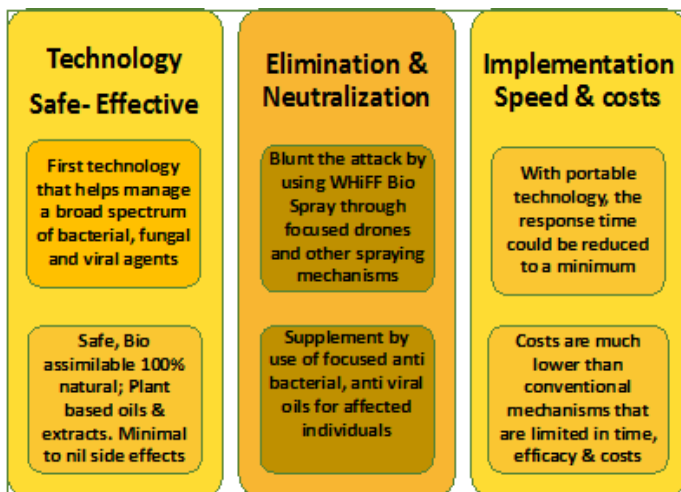 Technology
Safe- Effective
First technology
that helps manage
a broad spectrum
of bacterial, fungal
and viral agents
Safe, Bio
assimilable 100%
natural; Plant
based oils &
extracts. Minimal
to nil side effects
Elimination &
Neutralization
Blunt the attack by
using WHiFF Bio
Spray through
focused drones
and other spraying
mechanisms
Supplement by
use of focused anti
bacterial, anti viral
oils for affected
individuals
Implementation
Speed & costs
With portable
technology, the
response time
could be reduced
to a minimum
Costs are much
lower than
conventional
mechanisms that
are limited in time,
efficacy & costs